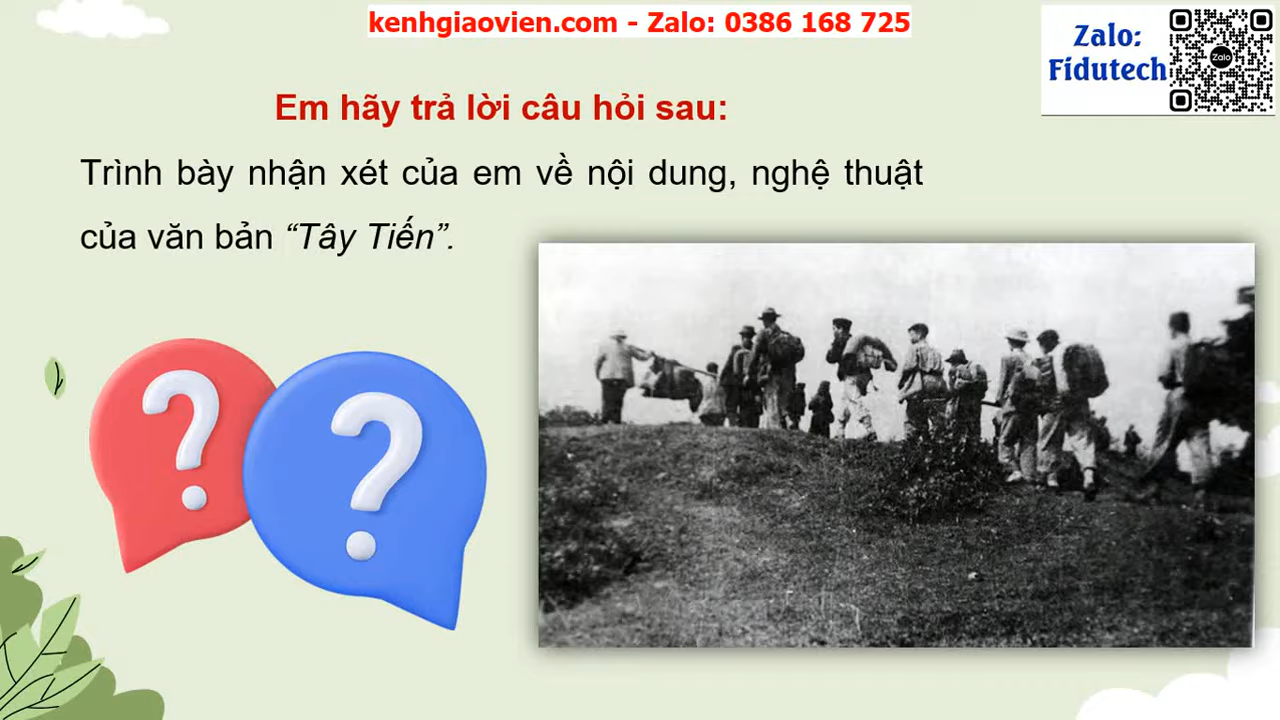 kenhgiaovien.com - Zalo: 0386 168 725
Zalo:
Fidutech
Zalo
Em hãy trả lời câu hỏi sau:
Trình bày nhận xét của em về nội dung, nghệ thuật
của văn bản “Tây Tiến”.
? ?